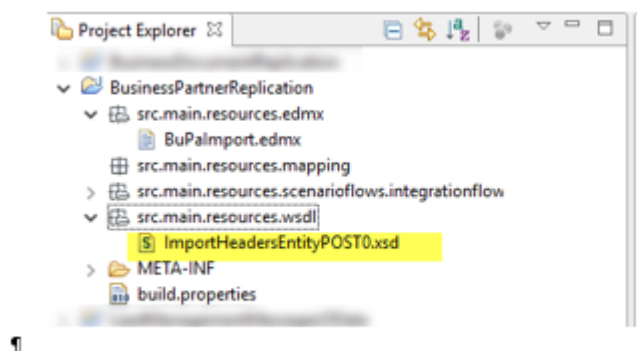 Project Explorer
BusinessPartnerReplication
src.main.resources.edmx
BuPaImport.edmx
src.main.resources.mapping
src.main.resources.scenarioflows.integrationflow
src.main.resources.wsdl
ImportHeadersEntityPOST0.xsd
META-INF
build.properties
¶